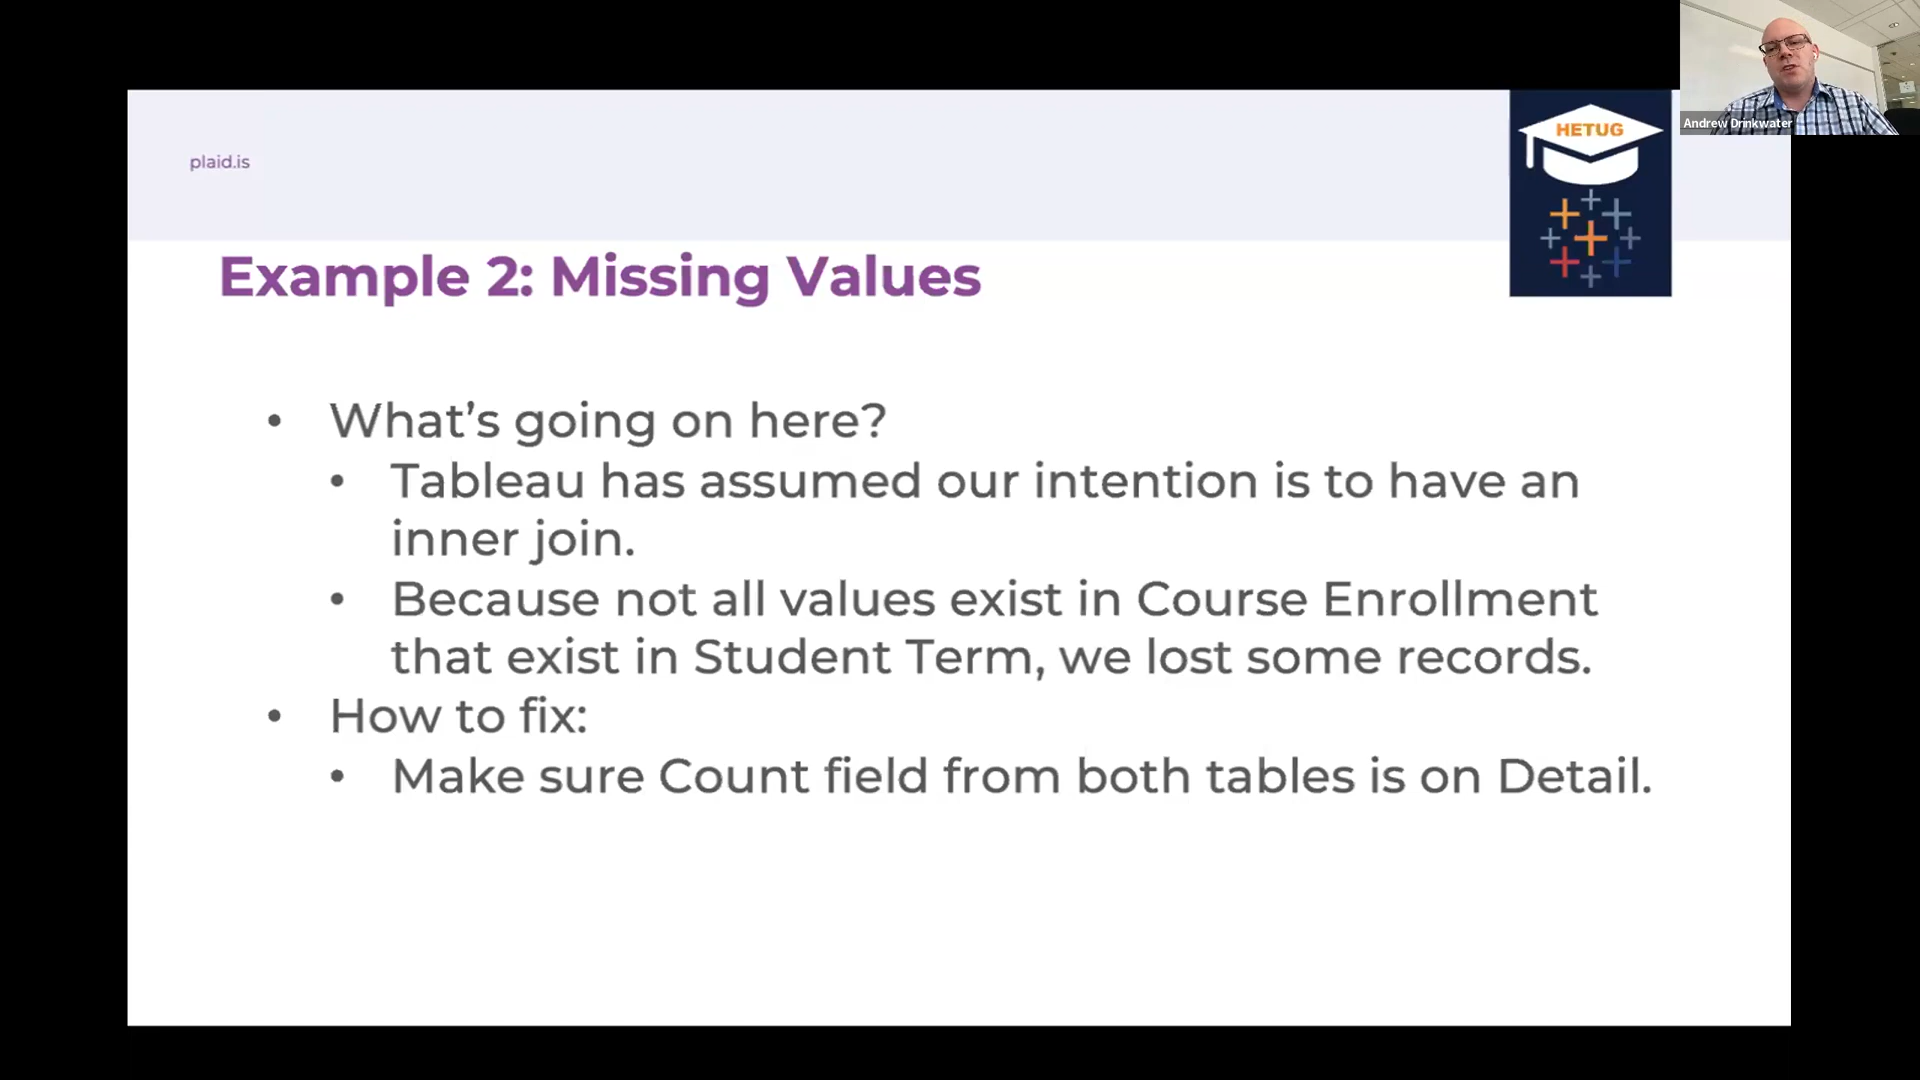 plaid.is
HETUG
Andrew Drinkwater
Example 2: Missing Values
• What’s going on here?
• Tableau has assumed our intention is to have an
inner join.
• Because not all values exist in Course Enrollment
that exist in Student Term, we lost some records.
• How to fix:
• Make sure Count field from both tables is on Detail.